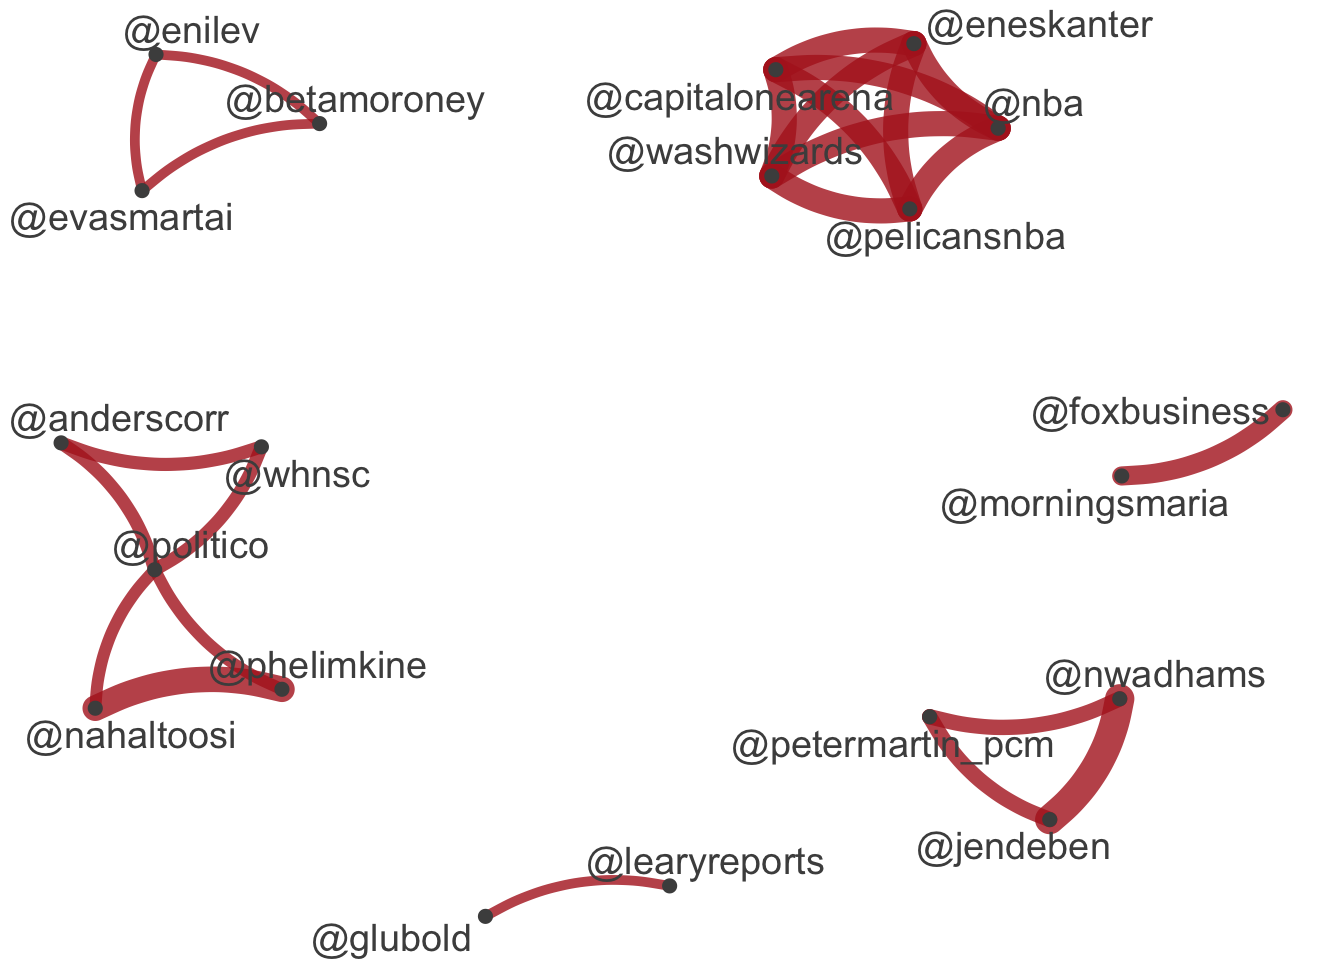 @enilev
@betamoroney
@evasmartai
@eneskanter
@capitalonearena
@nba
@washwizards
@pelicansnba
@anderscorr
@whnsc
@politico
@phelimkine
@nahaltoosi
@foxbusiness
@morningsmaria
@nwadhams
@petermartin_pcm
@jendeben
@learyreports
@glubold